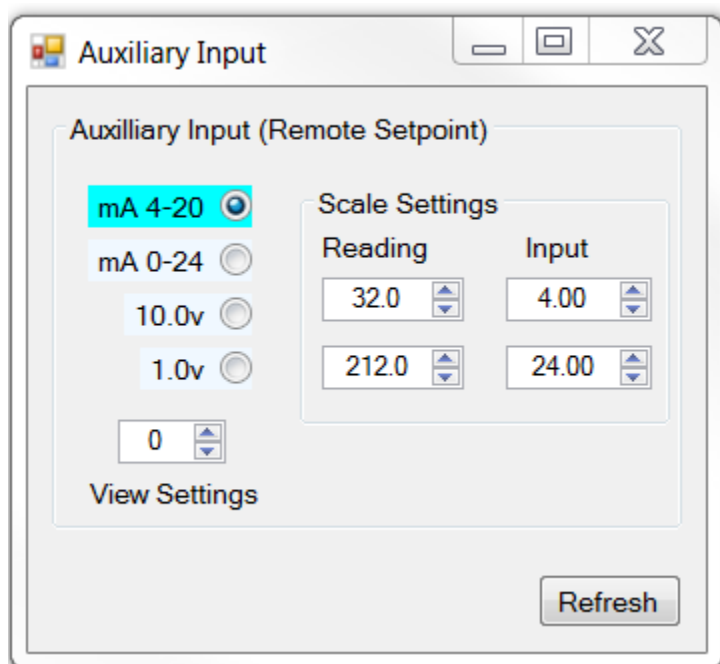 Auxiliary Input
Auxilliary Input (Remote Setpoint)
mA 4-20
mA 0-24
10.0v
1.0v
0
View Settings
Scale Settings
Reading Input
32.0 4.00
212.0 24.00
Refresh